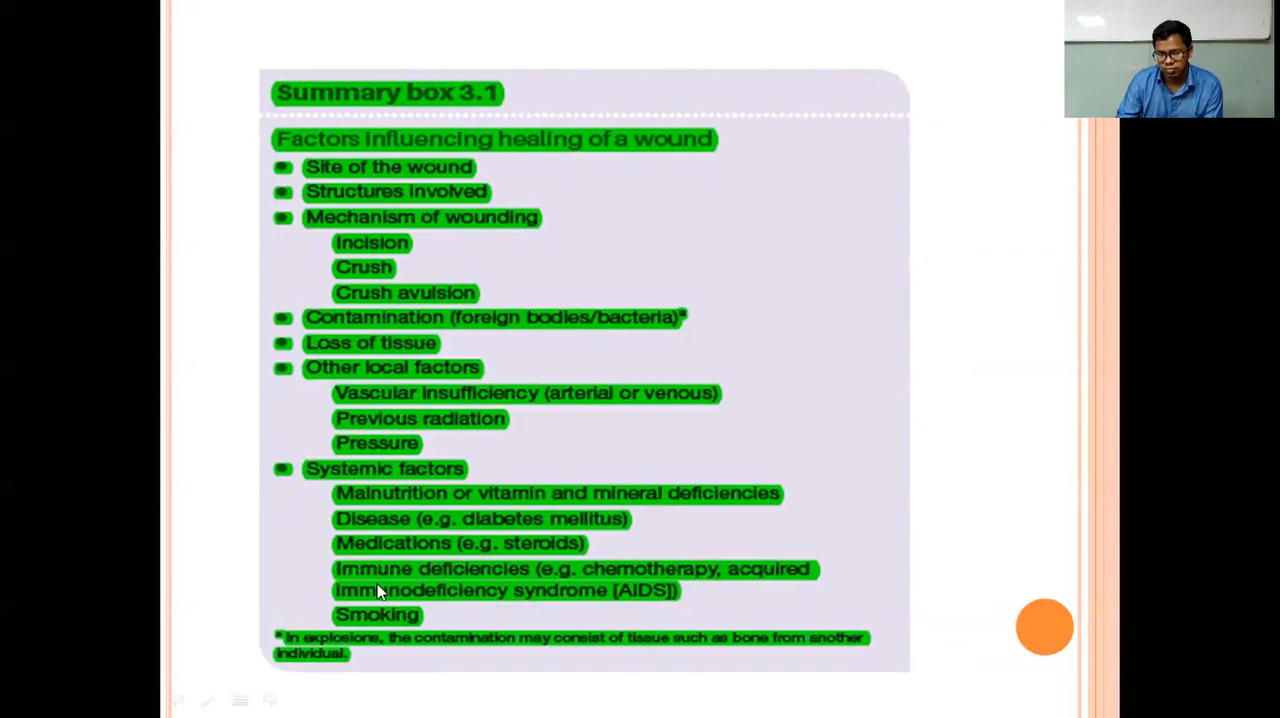 Summary box 3.1
Factors influencing healing of a wound
● Site of the wound
● Structures involved
● Mechanism of wounding
Incision
Crush
Crush avulsion
● Contamination (foreign bodies/bacteria)*
● Loss of tissue
● Other local factors
Vascular insufficiency (arterial or venous)
Previous radiation
Pressure
● Systemic factors
Malnutrition or vitamin and mineral deficiencies
Disease (e.g. diabetes mellitus)
Medications (e.g. steroids)
Immune deficiencies (e.g. chemotherapy, acquired
immunodeficiency syndrome [AIDS])
Smoking
*In explosions, the contamination may consist of tissue such as bone from another
individual.